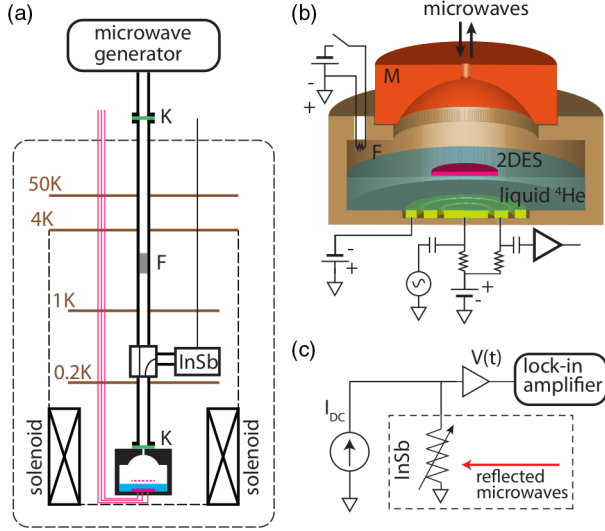 (a)
microwave
generator
K
50K
4K
F
1K
InSb
0.2K
K
solenoid
solenoid
(b)
microwaves
-
+
M
F
2DES
liquid ⁴He
-
+
+
-
(c)
V(t)
lock-in
amplifier
I_DC
InSb
reflected
microwaves